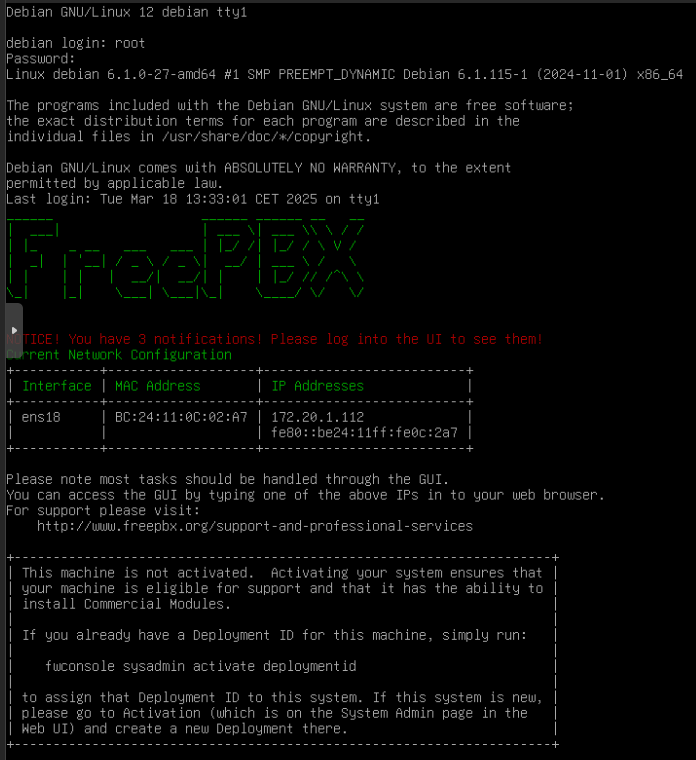 Debian GNU/Linux 12 debian tty1
debian login: root
Password:
Linux debian 6.1.0-27-amd64 #1 SMP PREEMPT_DYNAMIC Debian 6.1.115-1 (2024-11-01) x86_64
The programs included with the Debian GNU/Linux system are free software;
the exact distribution terms for each program are described in the
individual files in /usr/share/doc/*/copyright.
Debian GNU/Linux comes with ABSOLUTELY NO WARRANTY, to the extent
permitted by applicable law.
Last login: Tue Mar 18 13:33:01 CET 2025 on tty1
FreePBX
NOTICE! You have 3 notifications! Please log into the UI to see them!
Current Network Configuration
| Interface | MAC Address | IP Addresses |
| ens18 | BC:24:11:0C:02:A7 | 172.20.1.112 |
| | | fe80::be24:11ff:fe0c:2a7 |
Please note most tasks should be handled through the GUI.
You can access the GUI by typing one of the above IPs in to your web browser.
For support please visit:
http://www.freepbx.org/support-and-professional-services
This machine is not activated.  Activating your system ensures that
your machine is eligible for support and that it has the ability to
install Commercial Modules.
If you already have a Deployment ID for this machine, simply run:
fwconsole sysadmin activate deploymentid
to assign that Deployment ID to this system. If this system is new,
please go to Activation (which is on the System Admin page in the
Web UI) and create a new Deployment there.